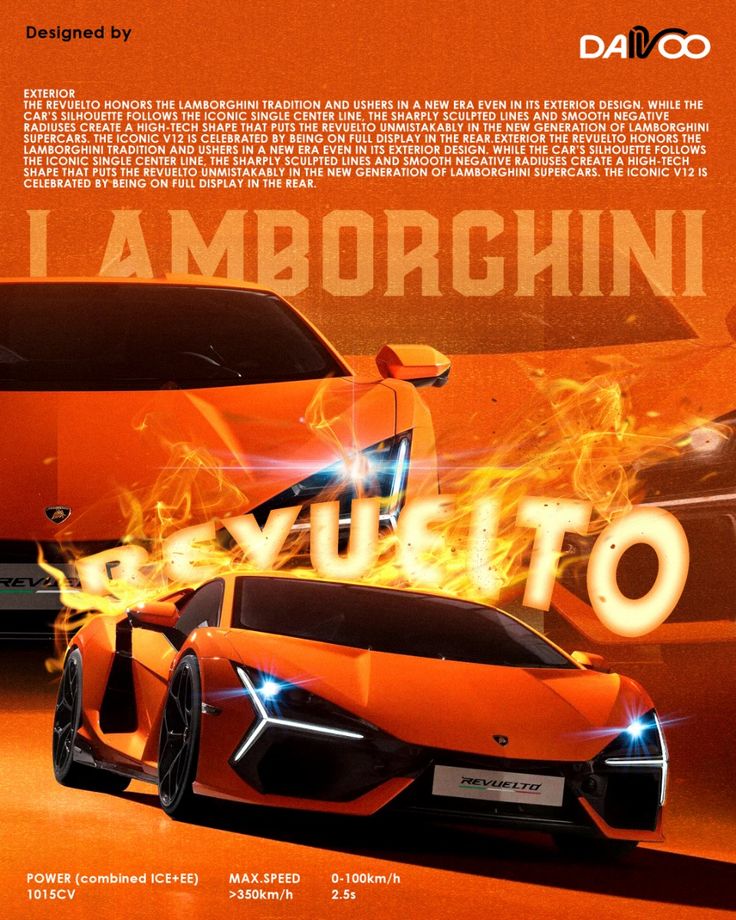 Designed by
DAIVOO
EXTERIOR
THE REVUELTO HONORS THE LAMBORGHINI TRADITION AND USHERS IN A NEW ERA EVEN IN ITS EXTERIOR DESIGN. WHILE THE
CAR'S SILHOUETTE FOLLOWS THE ICONIC SINGLE CENTER LINE, THE SHARPLY SCULPTED LINES AND SMOOTH NEGATIVE
RADIUSES CREATE A HIGH-TECH SHAPE THAT PUTS THE REVUELTO UNMISTAKABLY IN THE NEW GENERATION OF LAMBORGHINI
SUPERCARS. THE ICONIC V12 IS CELEBRATED BY BEING ON FULL DISPLAY IN THE REAR.EXTERIOR THE REVUELTO HONORS THE
LAMBORGHINI TRADITION AND USHERS IN A NEW ERA EVEN IN ITS EXTERIOR DESIGN. WHILE THE CAR'S SILHOUETTE FOLLOWS
THE ICONIC SINGLE CENTER LINE, THE SHARPLY SCULPTED LINES AND SMOOTH NEGATIVE RADIUSES CREATE A HIGH-TECH
SHAPE THAT PUTS THE REVUELTO UNMISTAKABLY IN THE NEW GENERATION OF LAMBORGHINI SUPERCARS. THE ICONIC V12 IS
CELEBRATED BY BEING ON FULL DISPLAY IN THE REAR.
LAMBORGHINI
REVUELTO
REVUELTO
POWER (combined ICE+EE) MAX.SPEED 0-100km/h
1015CV >350km/h 2.5s